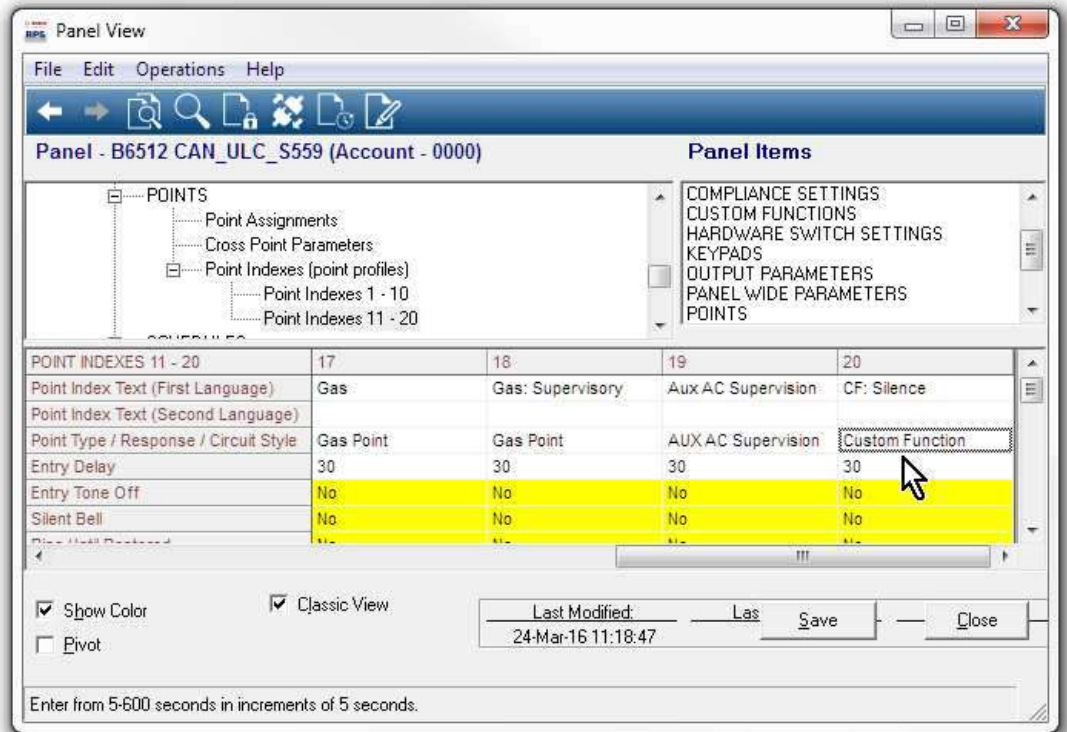 RPS Panel View
File Edit Operations Help
Panel - B6512 CAN_ULC_S559 (Account - 0000)
Panel Items
POINTS
Point Assignments
Cross Point Parameters
Point Indexes (point profiles)
Point Indexes 1 - 10
Point Indexes 11 - 20
COMPLIANCE SETTINGS
CUSTOM FUNCTIONS
HARDWARE SWITCH SETTINGS
KEYPADS
OUTPUT PARAMETERS
PANEL WIDE PARAMETERS
POINTS
POINT INDEXES 11 - 20 17 18 19 20
Point Index Text (First Language) Gas Gas: Supervisory Aux AC Supervision CF: Silence
Point Index Text (Second Language)
Point Type / Response / Circuit Style Gas Point Gas Point AUX AC Supervision Custom Function
Entry Delay 30 30 30 30
Entry Tone Off No No No No
Silent Bell No No No No
Show Color
Classic View
Pivot
Last Modified:
24-Mar-16 11:18:47
Las
Save
Close
Enter from 5-600 seconds in increments of 5 seconds.